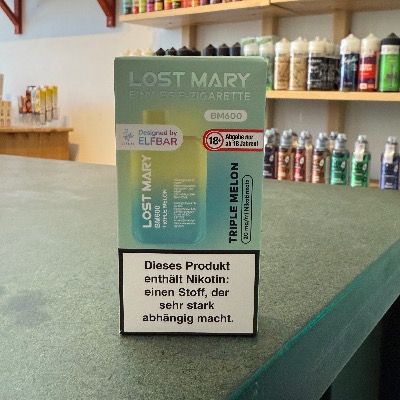 LOST MARY
EINWEG E-ZIGARETTE
BM600
Designed by
ELFBAR
18+
Abgabe nur
ab 18 Jahren!
LOST MARY
BM600
TRIPLE MELON
TRIPLE MELON
20 mg/ml Nikotinsalz
Dieses Produkt
enthält Nikotin:
einen Stoff, der
sehr stark
abhängig macht.